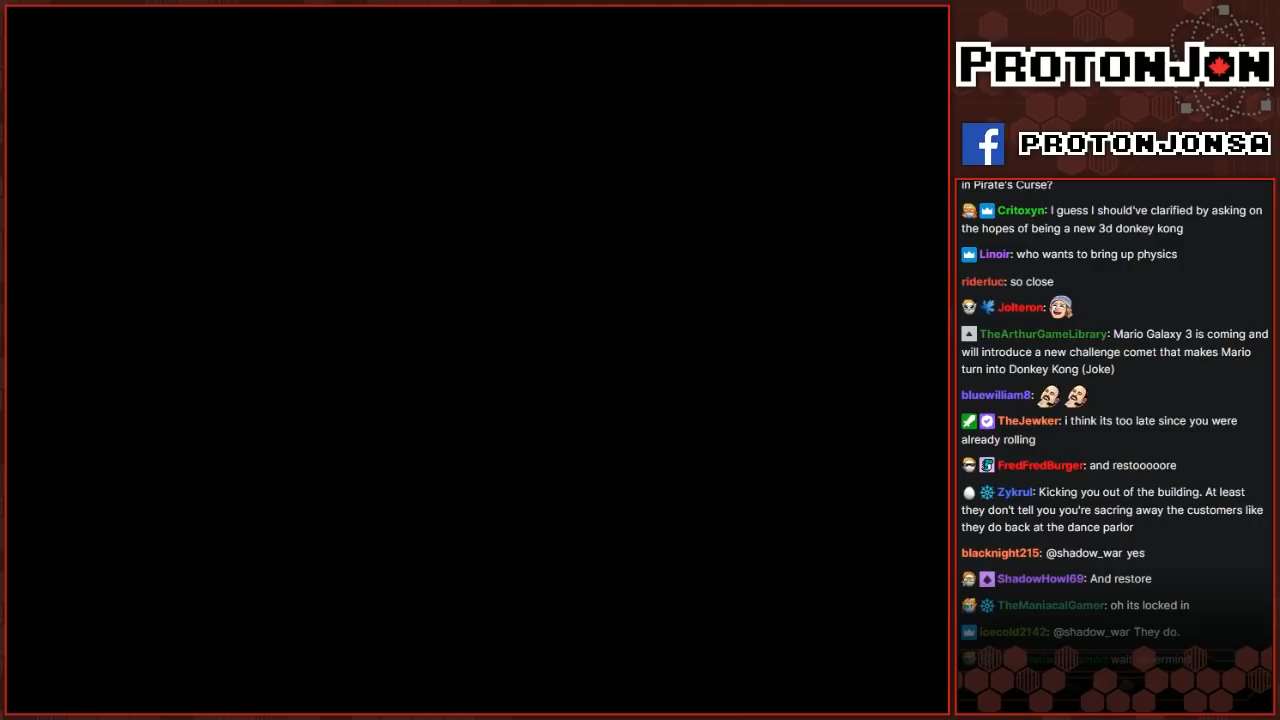 PROTONJON
PROTONJONSA
in Pirate's Curse?
Critoxyn: I guess I should've clarified by asking on
the hopes of being a new 3d donkey kong
Linoir: who wants to bring up physics
riderluc: so close
Jolteron:
TheArthurGameLibrary: Mario Galaxy 3 is coming and
will introduce a new challenge comet that makes Mario
turn into Donkey Kong (Joke)
bluewilliam8:
TheJewker: i think its too late since you were
already rolling
FredFredBurger: and restooooore
Zykrul: Kicking you out of the building. At least
they don't tell you you're sacring away the customers like
they do back at the dance parlor
blacknight215: @shadow_war yes
ShadowHowl69: And restore
TheManiacalGamer: oh its locked in
icecold2142: @shadow_war They do.